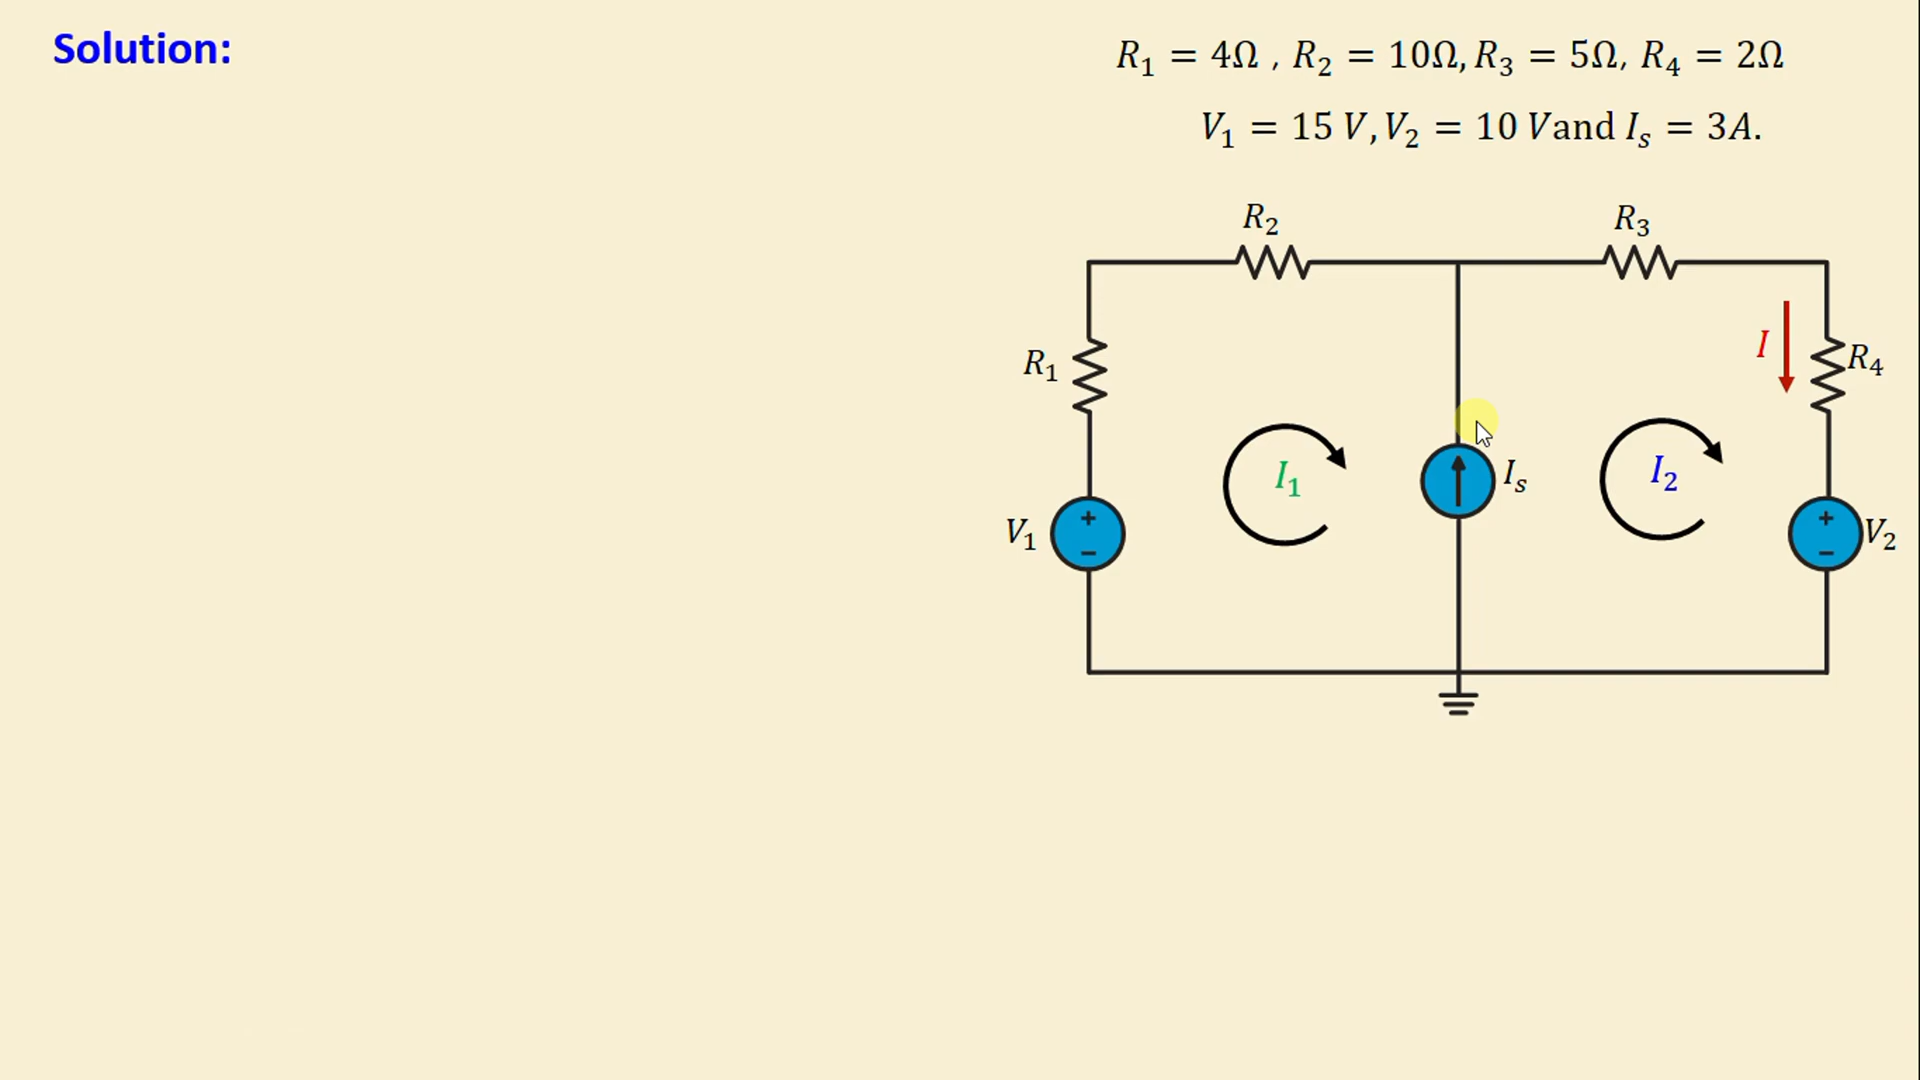 Solution:
R₁ = 4Ω , R₂ = 10Ω, R₃ = 5Ω, R₄ = 2Ω
V₁ = 15 V, V₂ = 10 V and Iₛ = 3A.
R₂
R₃
R₁
I
R₄
I₁
Iₛ
I₂
V₁
+
−
+
−
V₂